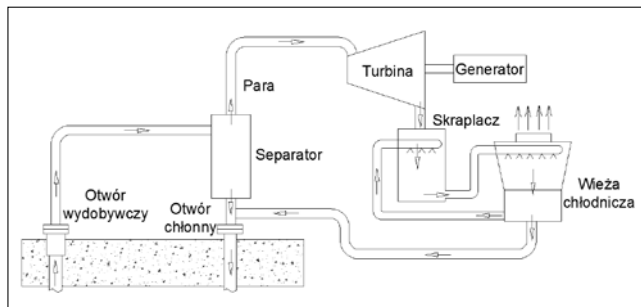 Turbina
Generator
Para
Skraplacz
Separator
Wieża
chłodnicza
Otwór
wydobywczy
Otwór
chłonny